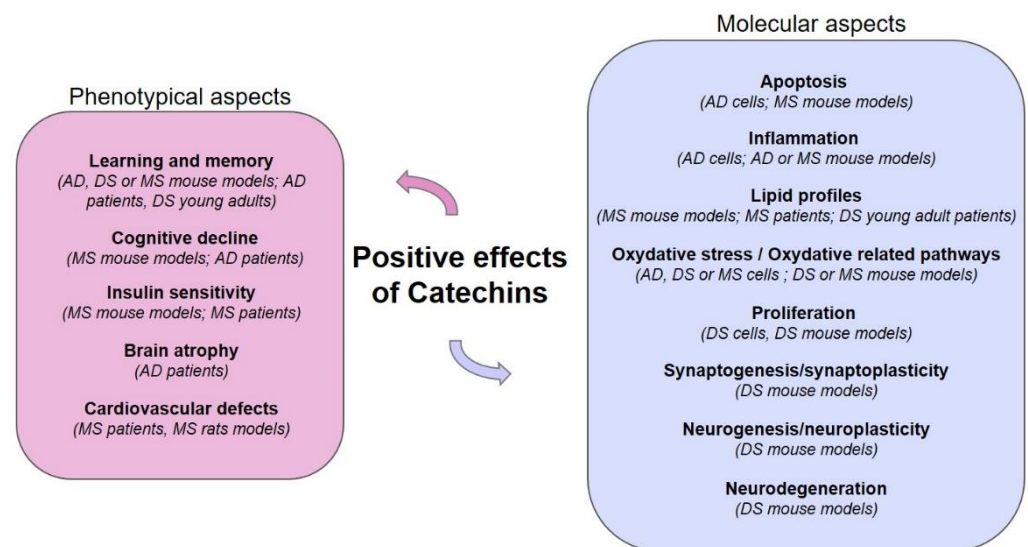 Phenotypical aspects
Learning and memory
(AD, DS or MS mouse models; AD
patients, DS young adults)
Cognitive decline
(MS mouse models; AD patients)
Insulin sensitivity
(MS mouse models; MS patients)
Brain atrophy
(AD patients)
Cardiovascular defects
(MS patients, MS rats models)
Positive effects
of Catechins
Molecular aspects
Apoptosis
(AD cells; MS mouse models)
Inflammation
(AD cells; AD or MS mouse models)
Lipid profiles
(MS mouse models; MS patients; DS young adult patients)
Oxydative stress / Oxydative related pathways
(AD, DS or MS cells ; DS or MS mouse models)
Proliferation
(DS cells, DS mouse models)
Synaptogenesis/synaptoplasticity
(DS mouse models)
Neurogenesis/neuroplasticity
(DS mouse models)
Neurodegeneration
(DS mouse models)